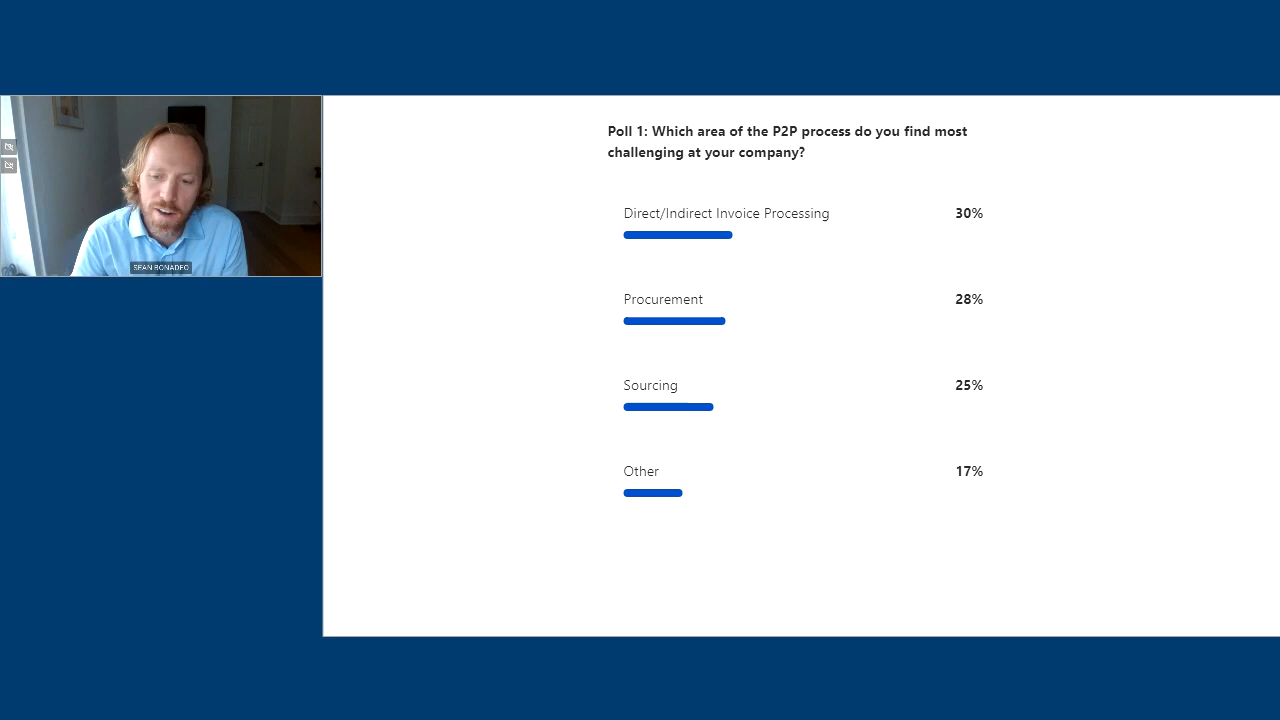 SEAN BONADEO
Poll 1: Which area of the P2P process do you find most
challenging at your company?
Direct/Indirect Invoice Processing 30%
Procurement 28%
Sourcing 25%
Other 17%